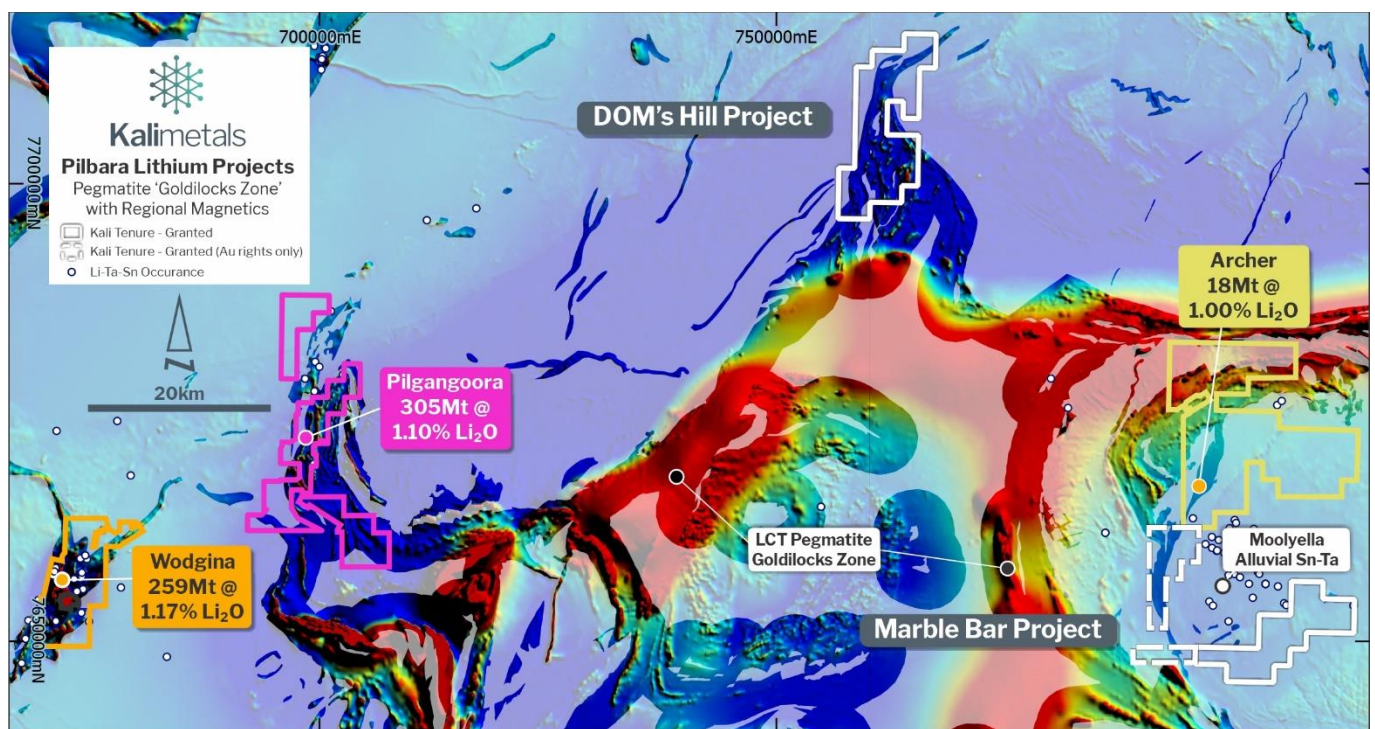 700000mE
750000mE
Kalimetals
Pilbara Lithium Projects
Pegmatite 'Goldilocks Zone'
with Regional Magnetics
Kali Tenure - Granted
Kali Tenure - Granted (Au rights only)
Li-Ta-Sn Occurance
DOM's Hill Project
7700000mN
Archer
18Mt @
1.00% Li₂O
N
20km
Pilgangoora
305Mt @
1.10% Li₂O
LCT Pegmatite
Goldilocks Zone
Moolyella
Alluvial Sn-Ta
Wodgina
259Mt @
1.17% Li₂O
Marble Bar Project
7650000mN